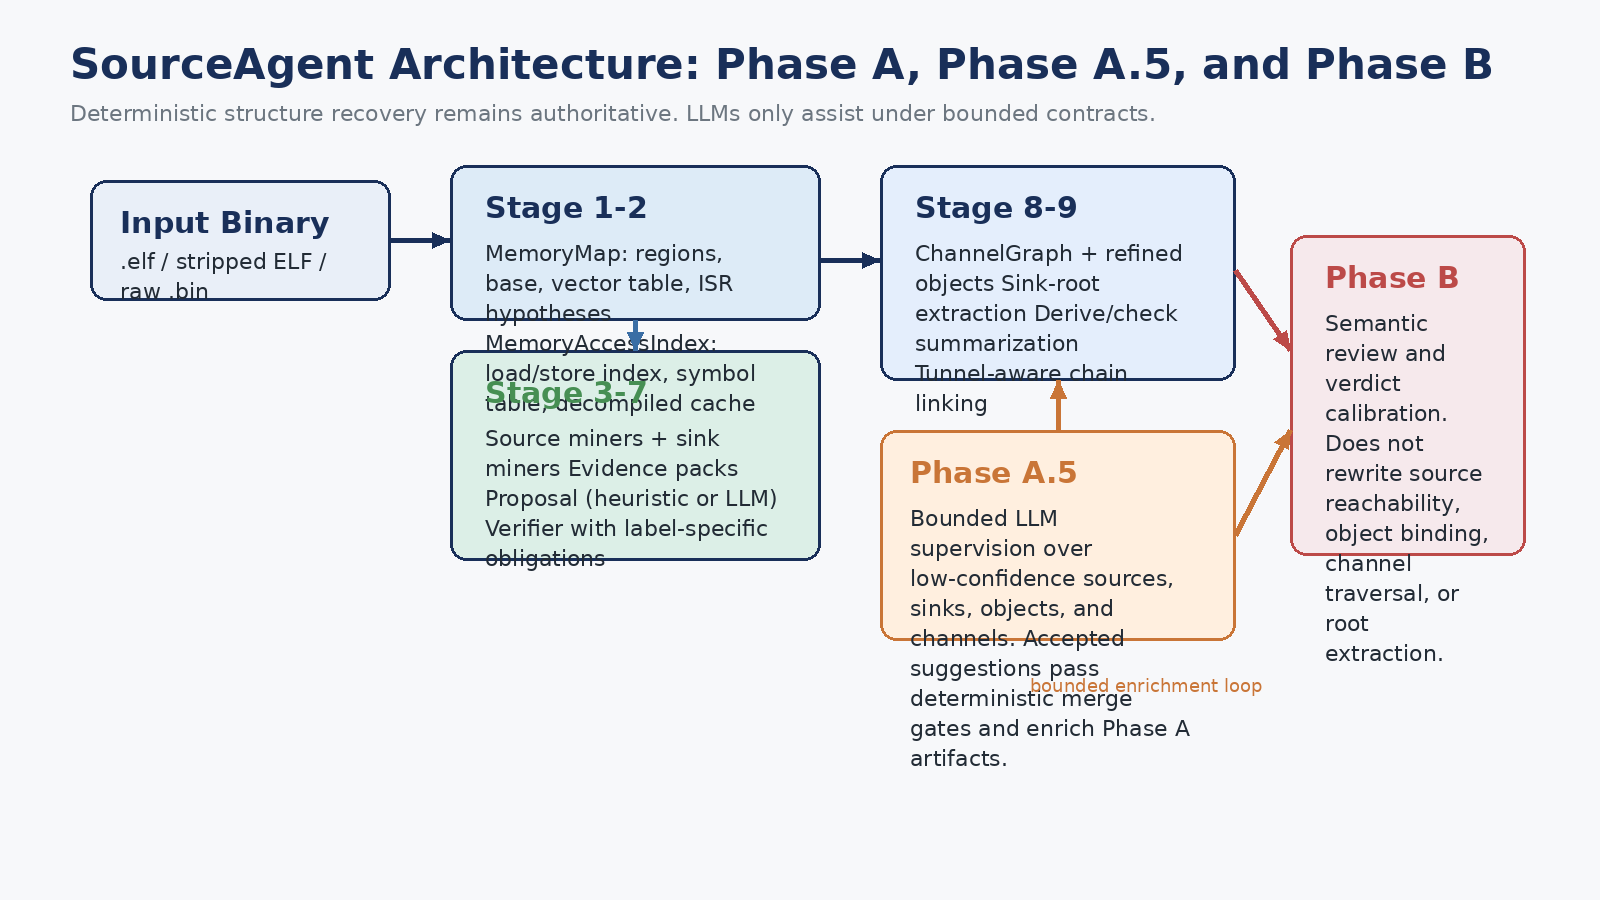 SourceAgent Architecture: Phase A, Phase A.5, and Phase B
Deterministic structure recovery remains authoritative. LLMs only assist under bounded contracts.
Input Binary
.elf / stripped ELF /
raw .bin
Stage 1-2
MemoryMap: regions,
base, vector table, ISR
hypotheses
MemoryAccessIndex:
load/store index, symbol
table, decompiled cache
Stage 3-7
Source miners + sink
miners Evidence packs
Proposal (heuristic or LLM)
Verifier with label-specific
obligations
Stage 8-9
ChannelGraph + refined
objects Sink-root
extraction Derive/check
summarization
Tunnel-aware chain
linking
Phase A.5
Bounded LLM
supervision over
low-confidence sources,
sinks, objects, and
channels. Accepted
suggestions pass
deterministic merge
gates and enrich Phase A
artifacts.
bounded enrichment loop
Phase B
Semantic
review and
verdict
calibration.
Does not
rewrite source
reachability,
object binding,
channel
traversal, or
root
extraction.